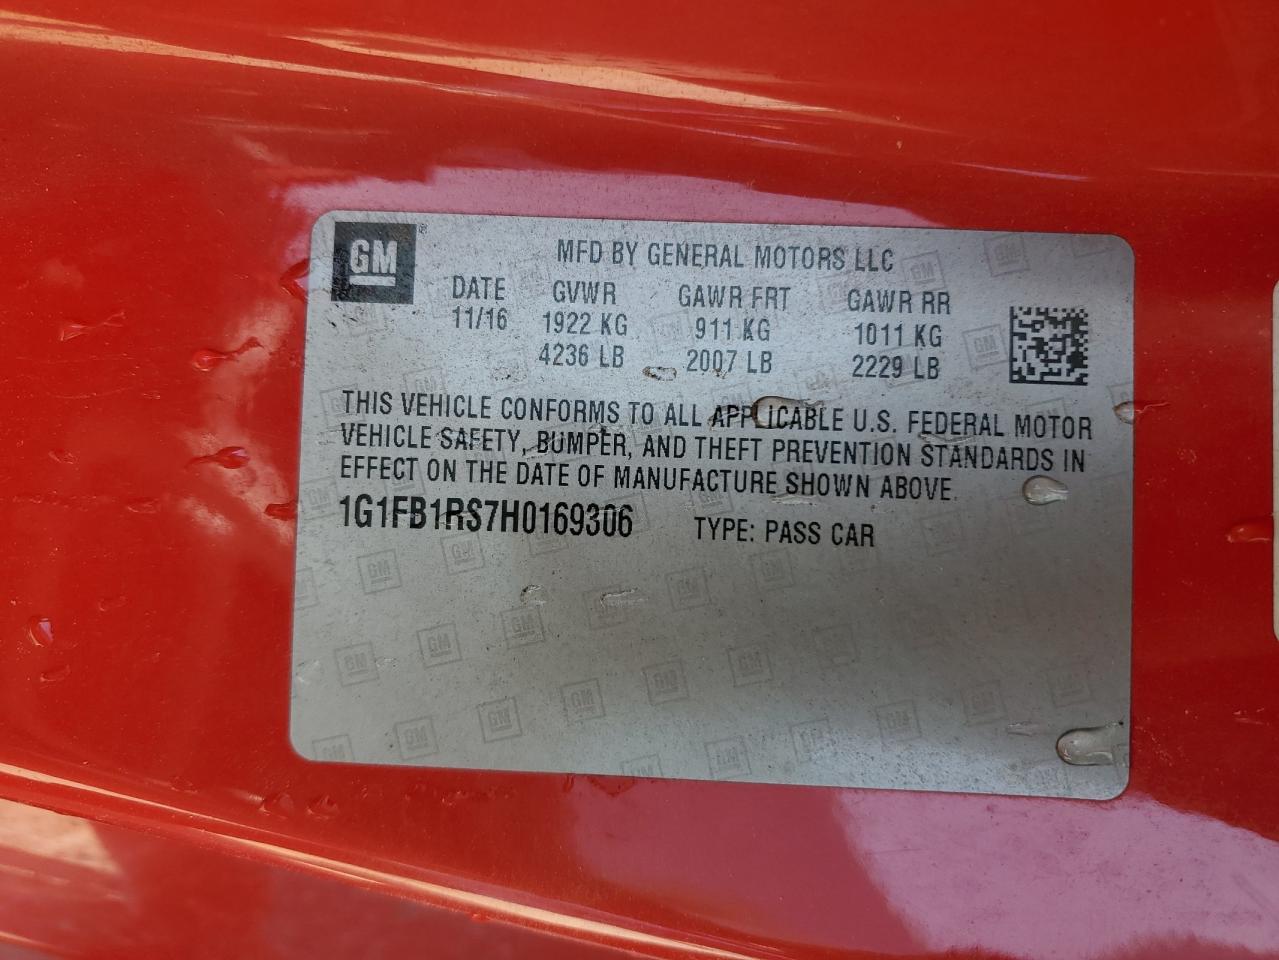 GM®
MFD BY GENERAL MOTORS LLC
DATE GVWR GAWR FRT GAWR RR
11/16 1922 KG 911 KG 1011 KG
4236 LB 2007 LB 2229 LB
THIS VEHICLE CONFORMS TO ALL APPLICABLE U.S. FEDERAL MOTOR
VEHICLE SAFETY, BUMPER, AND THEFT PREVENTION STANDARDS IN
EFFECT ON THE DATE OF MANUFACTURE SHOWN ABOVE.
1G1FB1RS7H0169306 TYPE: PASS CAR